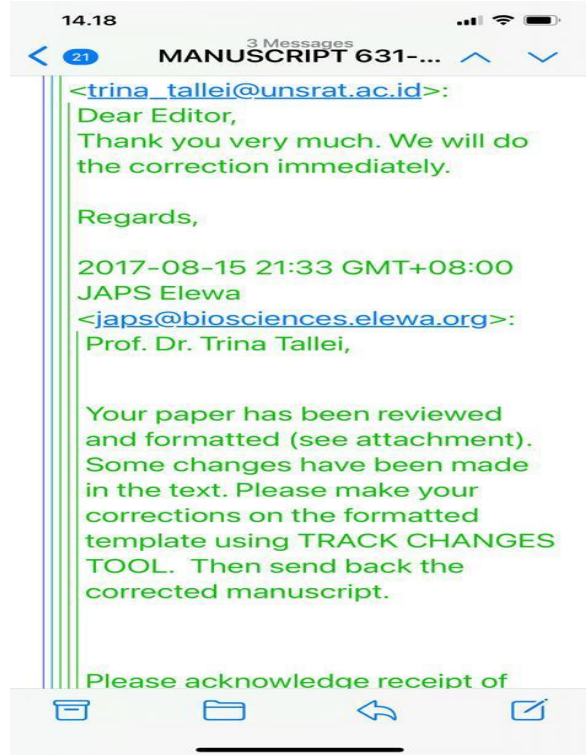 14.18
21
3 Messages
MANUSCRIPT 631-...
<trina_tallei@unsrat.ac.id>:
Dear Editor,
Thank you very much. We will do
the correction immediately.
Regards,
2017-08-15 21:33 GMT+08:00
JAPS Elewa
<japs@biosciences.elewa.org>:
Prof. Dr. Trina Tallei,
Your paper has been reviewed
and formatted (see attachment).
Some changes have been made
in the text. Please make your
corrections on the formatted
template using TRACK CHANGES
TOOL. Then send back the
corrected manuscript.
Please acknowledge receipt of